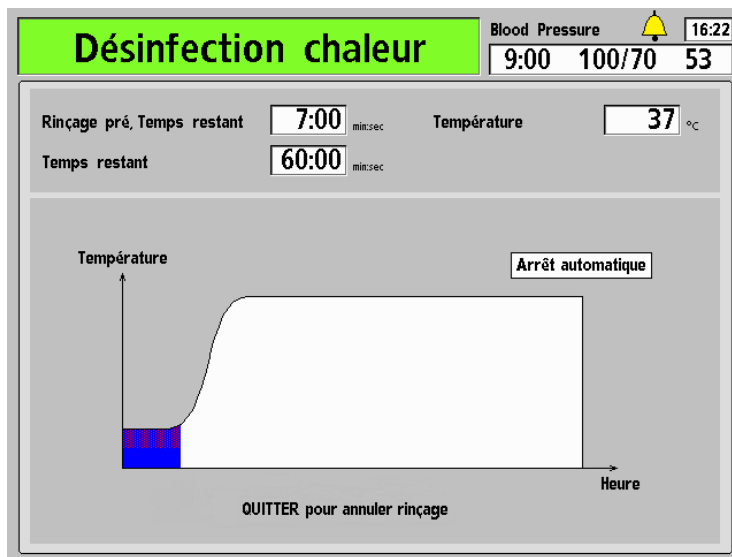 Désinfection chaleur
Blood Pressure 16:22
9:00 100/70 53
Rinçage pré, Temps restant 7:00 min:sec Température 37 °C
Temps restant 60:00 min:sec
Température
Arrêt automatique
Heure
QUITTER pour annuler rinçage